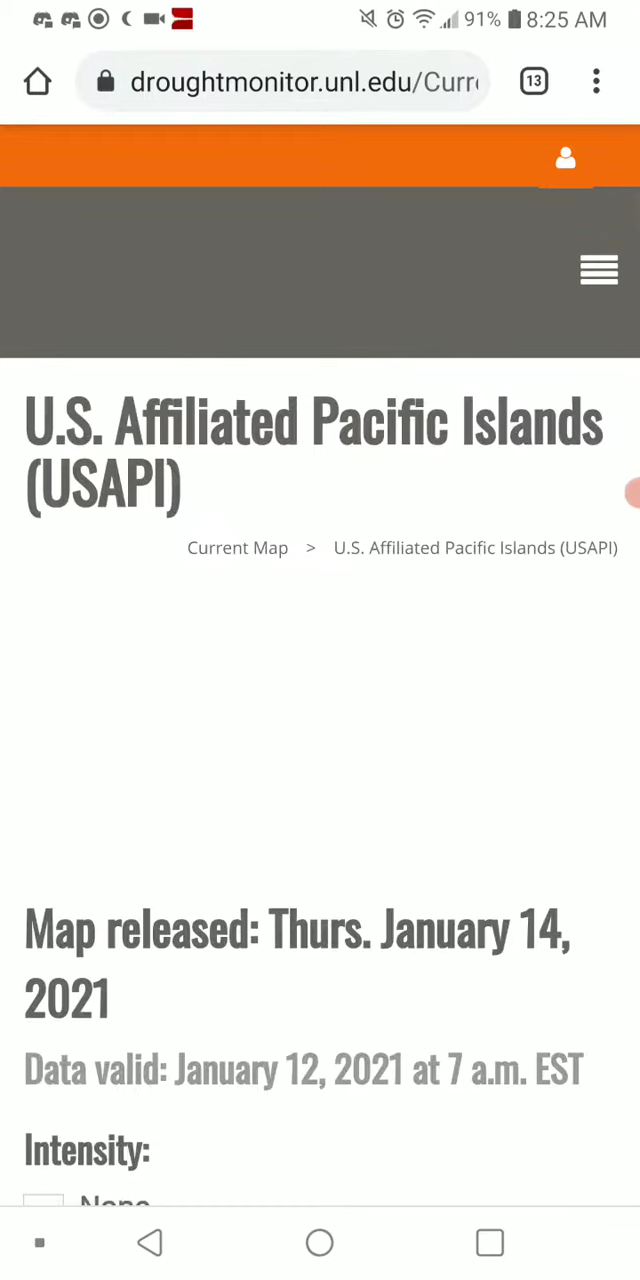 91% 8:25 AM
droughtmonitor.unl.edu/Curr
13
U.S. Affiliated Pacific Islands
(USAPI)
Current Map > U.S. Affiliated Pacific Islands (USAPI)
Map released: Thurs. January 14,
2021
Data valid: January 12, 2021 at 7 a.m. EST
Intensity:
None